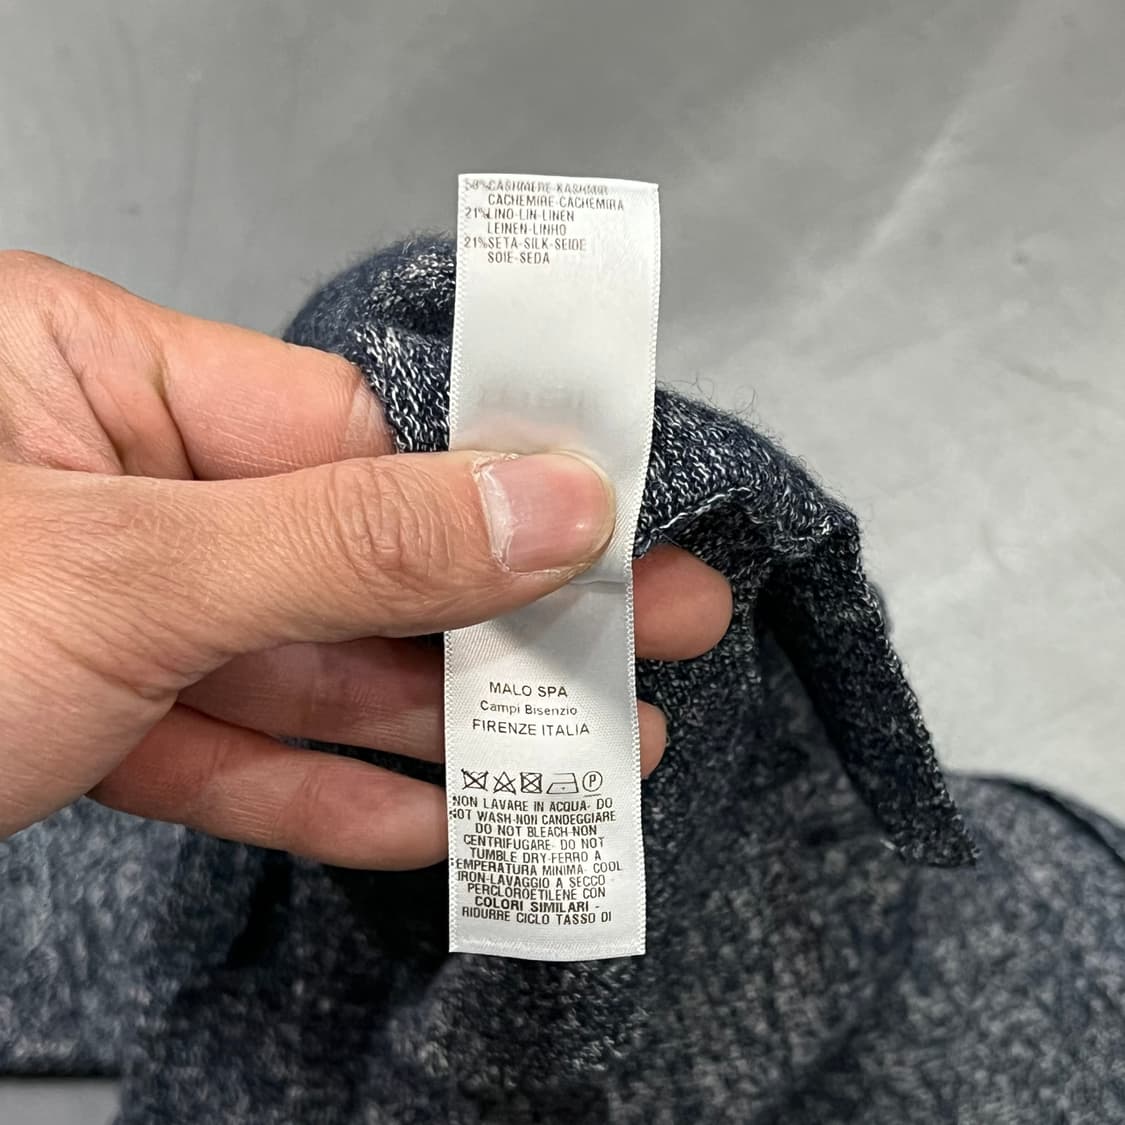 58%CASHMERE-KASHMIR
CACHEMIRE-CACHEMIRA
21%LINO-LIN-LINEN
LEINEN-LINHO
21%SETA-SILK-SEIDE
SOIE-SEDA
MALO SPA
Campi Bisenzio
FIRENZE ITALIA
P
NON LAVARE IN ACQUA- DO
NOT WASH-NON CANDEGGIARE
DO NOT BLEACH-NON
CENTRIFUGARE- DO NOT
TUMBLE DRY-FERRO A
TEMPERATURA MINIMA- COOL
IRON-LAVAGGIO A SECCO -
PERCLOROETILENE CON
COLORI SIMILARI -
RIDURRE CICLO TASSO DI